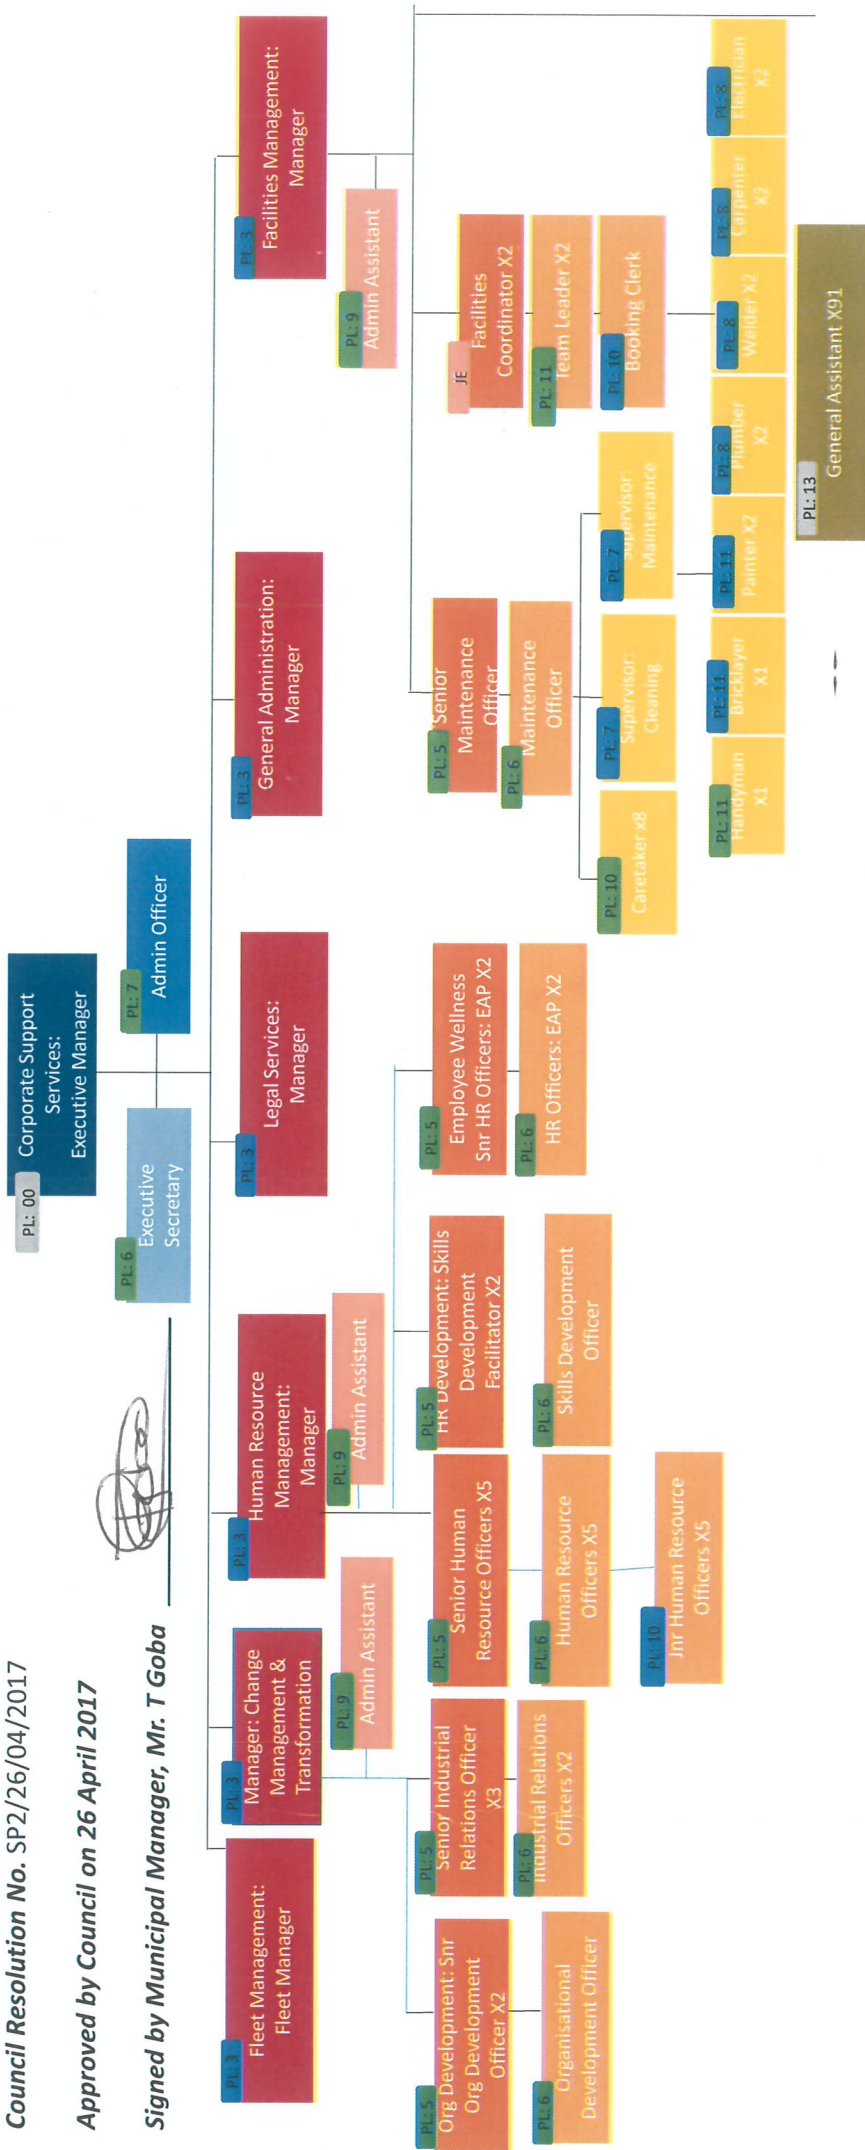 Council Resolution No. SP2/26/04/2017
Approved by Council on 26 April 2017
Signed by Municipal Manager, Mr. T Goba
PL: 00
Corporate Support
Services:
Executive Manager
PL: 6
Executive
Secretary
PL: 7
Admin Officer
PL: 3
Fleet Management:
Fleet Manager
PL: 3
Manager: Change
Management &
Transformation
PL: 3
Human Resource
Management:
Manager
PL: 3
Legal Services:
Manager
PL: 3
General Administration:
Manager
PL: 3
Facilities Management:
Manager
PL: 9
Admin Assistant
PL: 9
Admin Assistant
PL: 9
Admin Assistant
PL: 5
Org Development: Snr
Org Development
Officer X2
PL: 6
Organisational
Development Officer
PL: 5
Senior Industrial
Relations Officer
X3
PL: 6
Industrial Relations
Officers X2
PL: 5
Senior Human
Resource Officers X5
PL: 6
Human Resource
Officers X5
PL: 10
Jnr Human Resource
Officers X5
PL: 5
HR Development: Skills
Development
Facilitator X2
PL: 6
Skills Development
Officer
PL: 5
Employee Wellness
Snr HR Officers: EAP X2
PL: 6
HR Officers: EAP X2
PL: 5
Senior
Maintenance
Officer
PL: 6
Maintenance
Officer
PL: 10
Caretaker x8
PL: 7
Supervisor:
Cleaning
PL: 7
Supervisor:
Maintenance
JE
Facilities
Coordinator X2
PL: 11
Team Leader X2
PL: 10
Booking Clerk
PL: 11
Handyman
X1
PL: 11
Bricklayer
X1
PL: 11
Painter X2
PL: 8
Plumber
X2
PL: 8
Welder X2
PL: 8
Carpenter
X2
PL: 8
Electrician
X2
PL: 13
General Assistant X91